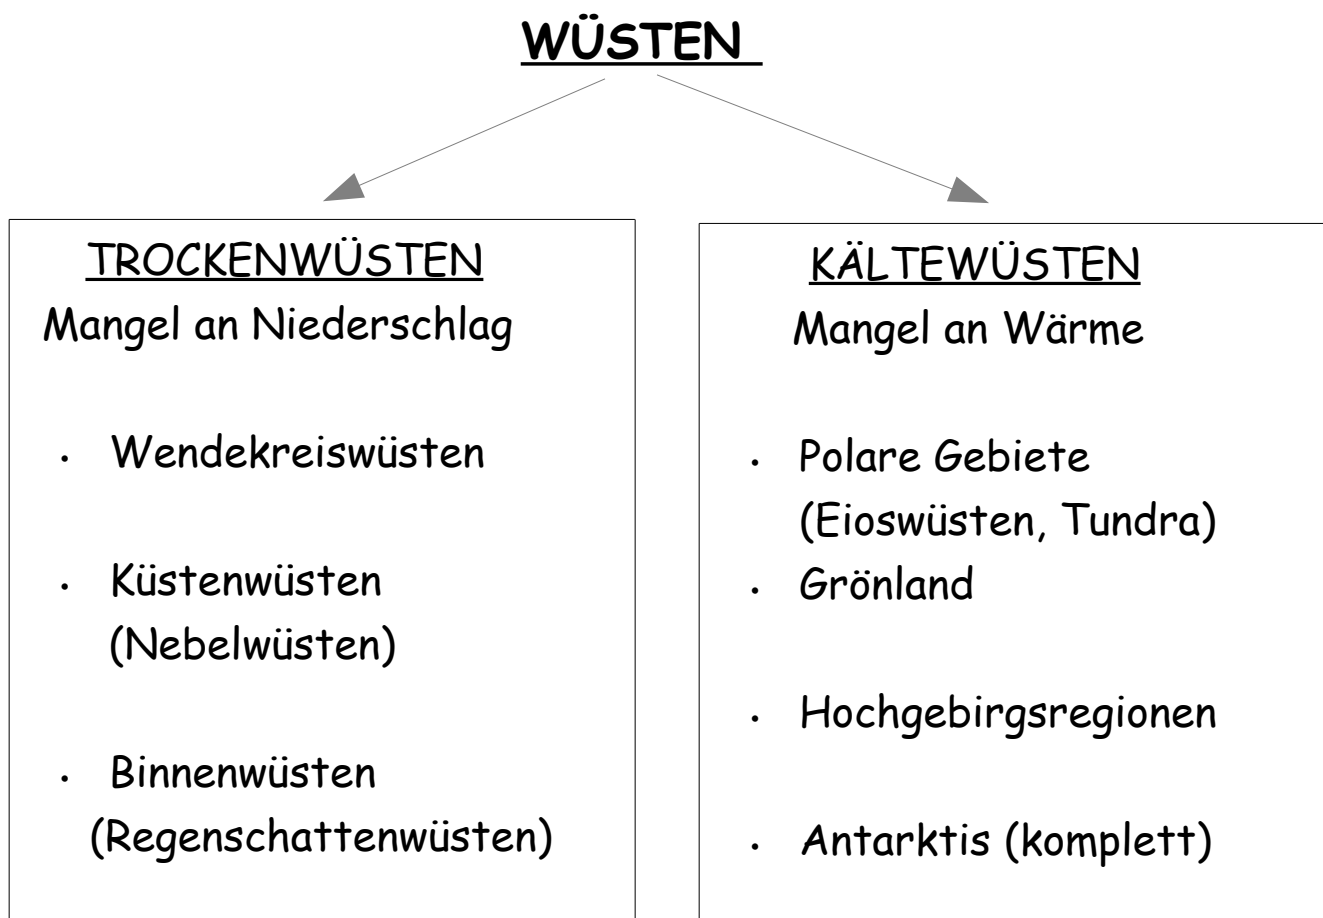 WÜSTEN
TROCKENWÜSTEN
Mangel an Niederschlag
• Wendekreiswüsten
• Küstenwüsten
(Nebelwüsten)
• Binnenwüsten
(Regenschattenwüsten)
KÄLTEWÜSTEN
Mangel an Wärme
• Polare Gebiete
(Eioswüsten, Tundra)
• Grönland
• Hochgebirgsregionen
• Antarktis (komplett)